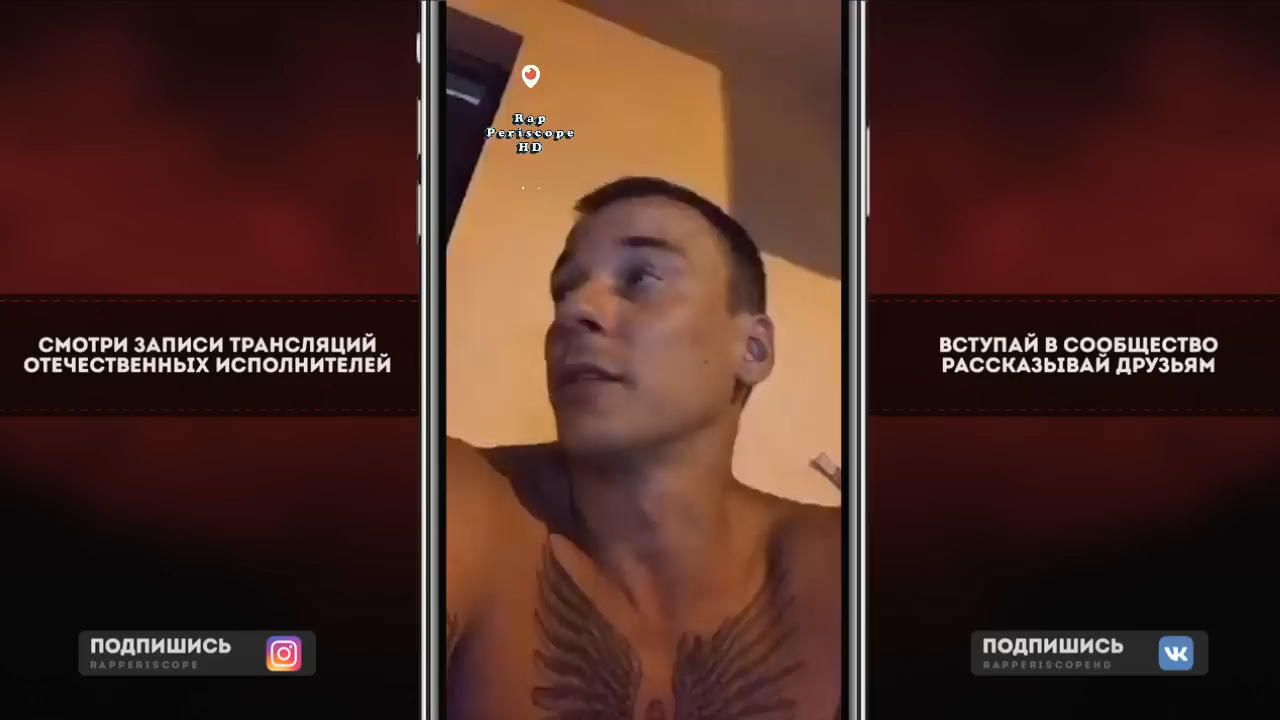 Rap
Periscope
HD
СМОТРИ ЗАПИСИ ТРАНСЛЯЦИЙ
ОТЕЧЕСТВЕННЫХ ИСПОЛНИТЕЛЕЙ
ВСТУПАЙ В СООБЩЕСТВО
РАССКАЗЫВАЙ ДРУЗЬЯМ
ПОДПИШИСЬ
RAPPERISCOPE
ПОДПИШИСЬ
RAPPERISCOPEHD